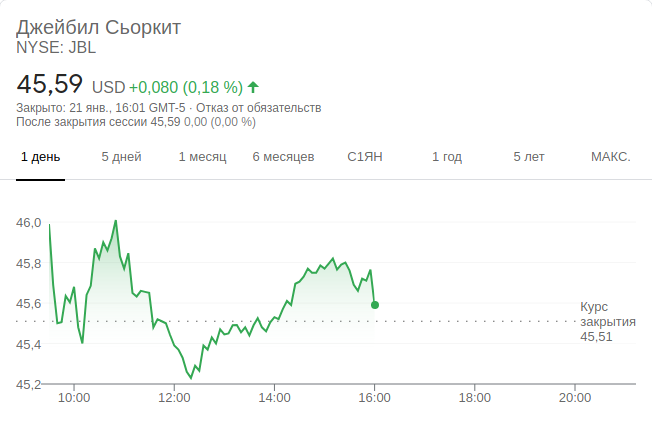 Джейбил Сьоркит
NYSE: JBL
45,59 USD +0,080 (0,18 %)
Закрыто: 21 янв., 16:01 GMT-5 · Отказ от обязательств
После закрытия сессии 45,59 0,00 (0,00 %)
1 день 5 дней 1 месяц 6 месяцев С1ЯН 1 год 5 лет МАКС.
46,0
45,8
45,6
45,4
45,2
Курс
закрытия
45,51
10:00 12:00 14:00 16:00 18:00 20:00